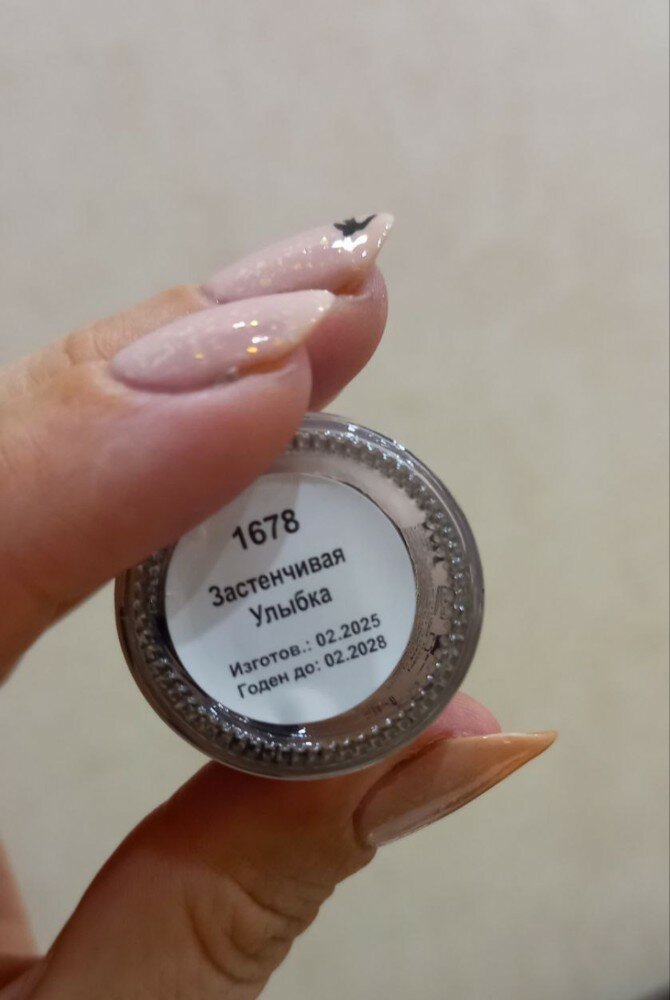 1678
Застенчивая
Улыбка
Изготов.: 02.2025
Годен до: 02.2028